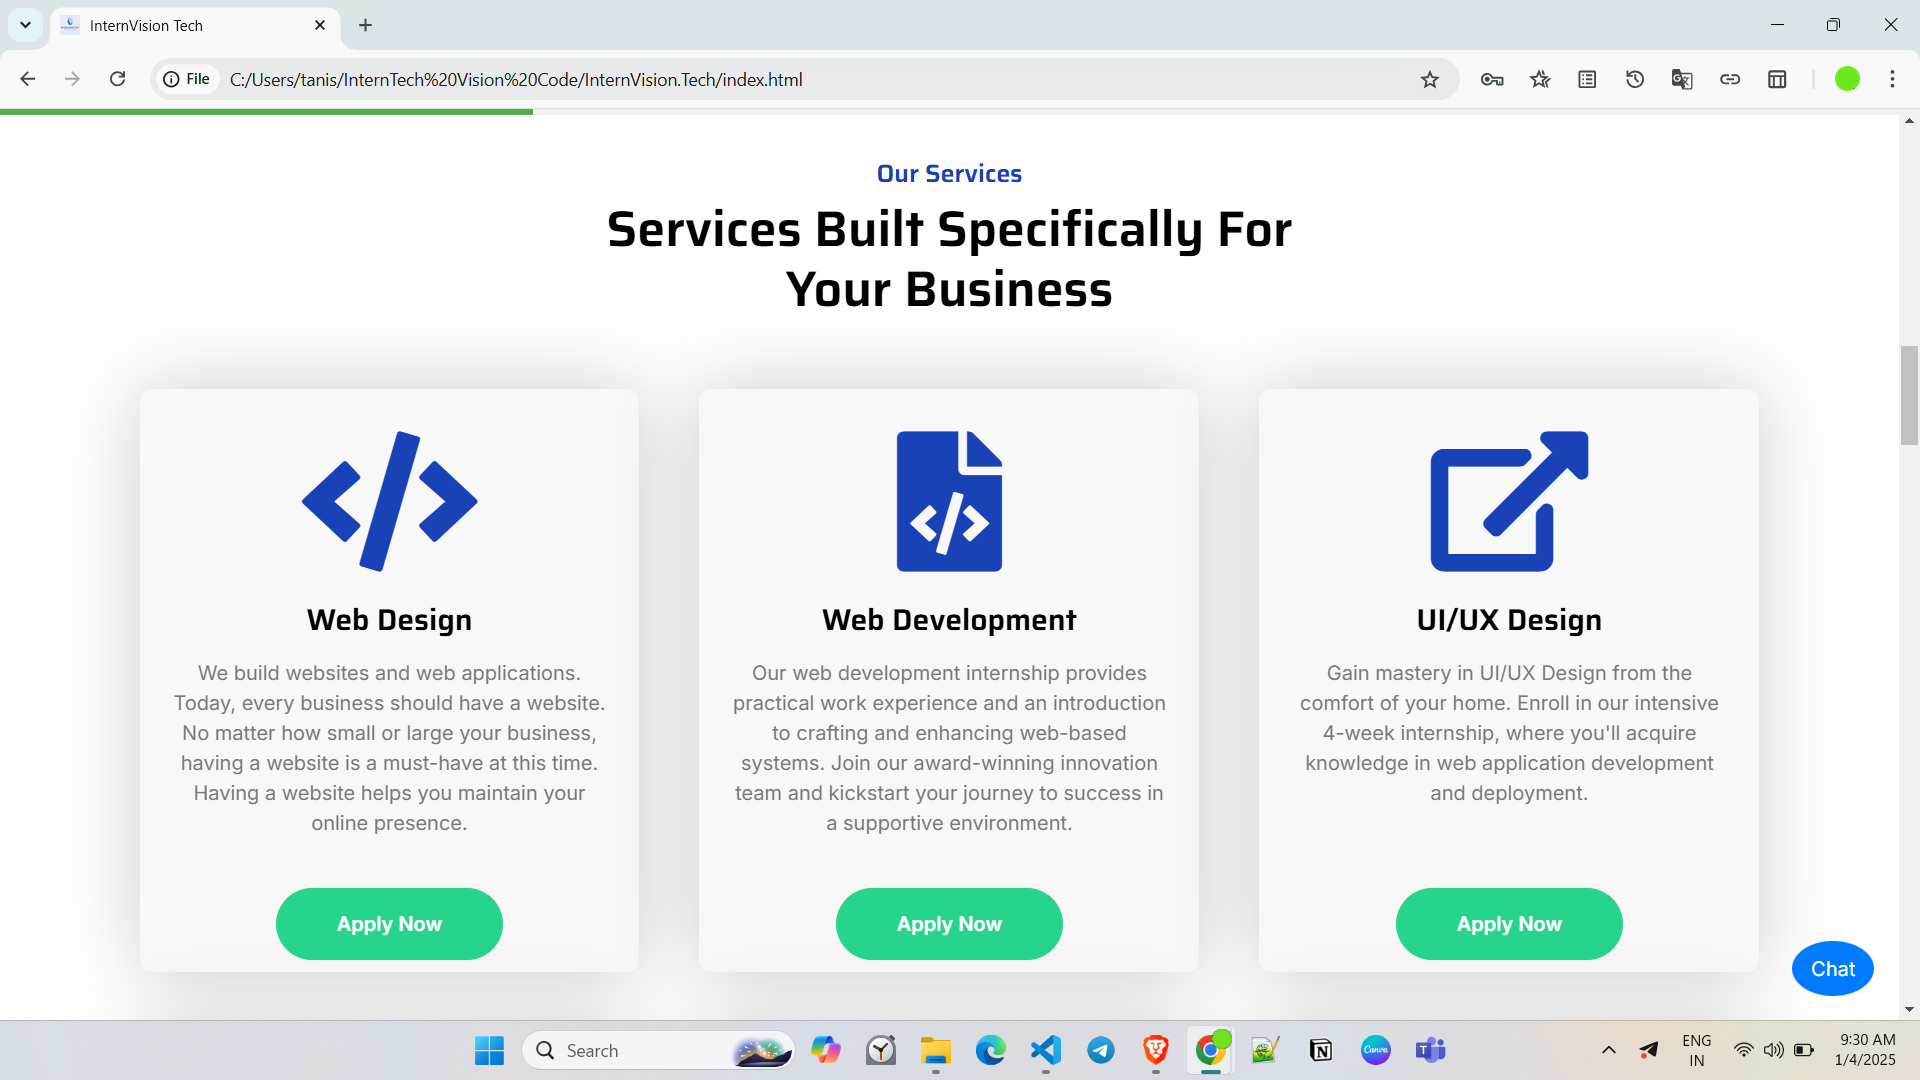 InternVision Tech
File
C:/Users/tanis/InternTech%20Vision%20Code/InternVision.Tech/index.html
Our Services
Services Built Specifically For
Your Business
Web Design
We build websites and web applications.
Today, every business should have a website.
No matter how small or large your business,
having a website is a must-have at this time.
Having a website helps you maintain your
online presence.
Apply Now
Web Development
Our web development internship provides
practical work experience and an introduction
to crafting and enhancing web-based
systems. Join our award-winning innovation
team and kickstart your journey to success in
a supportive environment.
Apply Now
UI/UX Design
Gain mastery in UI/UX Design from the
comfort of your home. Enroll in our intensive
4-week internship, where you'll acquire
knowledge in web application development
and deployment.
Apply Now
Chat
Search
Canva
ENG
IN
9:30 AM
1/4/2025